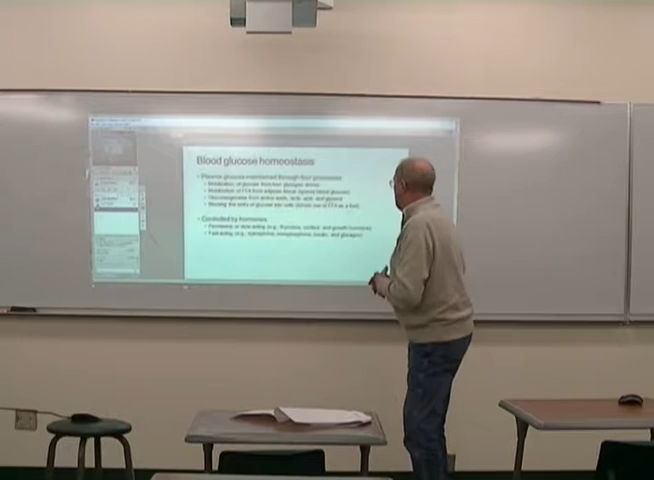 Blood glucose homeostasis
• Plasma glucose maintained through four processes
• Mobilization of glucose from liver glycogen stores
• Mobilization of FFA from adipose tissue (spares blood glucose)
• Gluconeogenesis from amino acids, lactic acid, and glycerol
• Blocking the entry of glucose into cells (forces use of FFA as a fuel)
• Controlled by hormones
• Permissive or slow-acting (e.g., thyroxine, cortisol, and growth hormone)
• Fast-acting (e.g., epinephrine, norepinephrine, insulin, and glucagon)